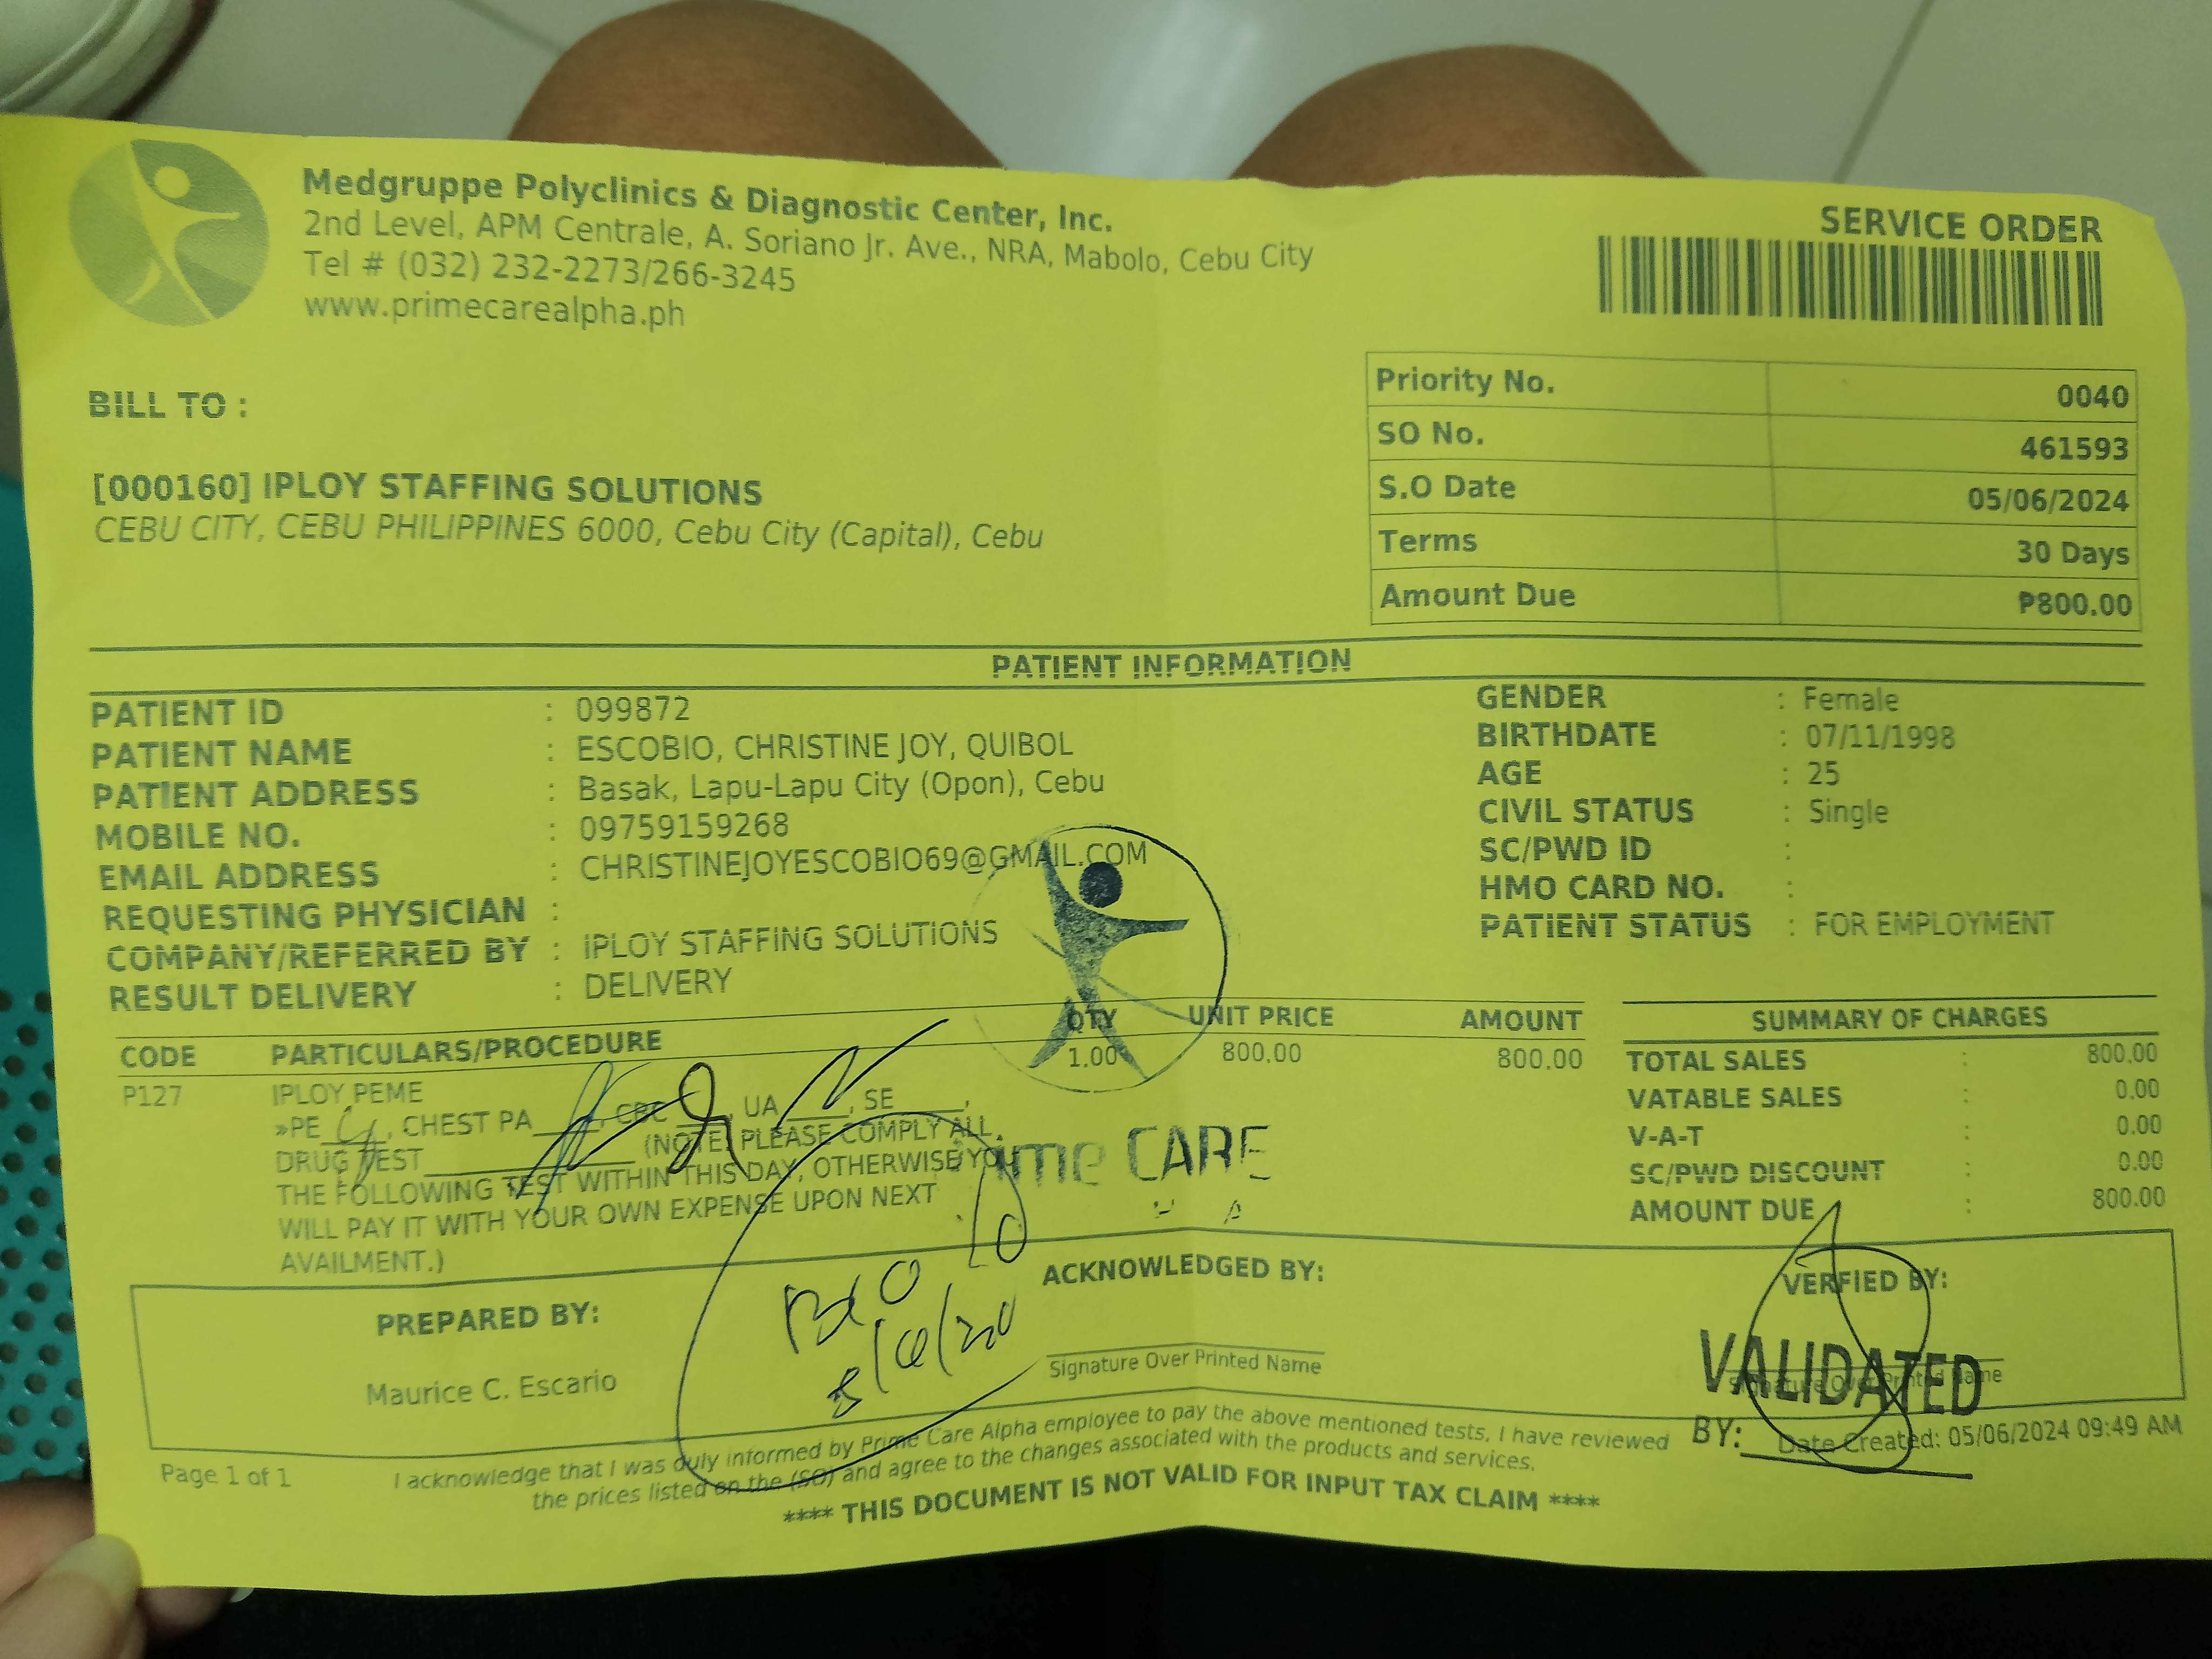 Medgruppe Polyclinics & Diagnostic Center, Inc.
2nd Level, APM Centrale, A. Soriano Jr. Ave., NRA, Mabolo, Cebu City
Tel # (032) 232-2273/266-3245
www.primecarealpha.ph
SERVICE ORDER
BILL TO :
[000160] IPLOY STAFFING SOLUTIONS
CEBU CITY, CEBU PHILIPPINES 6000, Cebu City (Capital), Cebu
Priority No. 0040
SO No. 461593
S.O Date 05/06/2024
Terms 30 Days
Amount Due ₱800.00
PATIENT INFORMATION
PATIENT ID : 099872
PATIENT NAME : ESCOBIO, CHRISTINE JOY, QUIBOL
PATIENT ADDRESS : Basak, Lapu-Lapu City (Opon), Cebu
MOBILE NO. : 09759159268
EMAIL ADDRESS : CHRISTINEJOYESCOBIO69@GMAIL.COM
REQUESTING PHYSICIAN :
COMPANY/REFERRED BY : IPLOY STAFFING SOLUTIONS
RESULT DELIVERY : DELIVERY
GENDER : Female
BIRTHDATE : 07/11/1998
AGE : 25
CIVIL STATUS : Single
SC/PWD ID :
HMO CARD NO. :
PATIENT STATUS : FOR EMPLOYMENT
CODE PARTICULARS/PROCEDURE QTY UNIT PRICE AMOUNT
P127 IPLOY PEME 1.00 800.00 800.00
»PE____, CHEST PA____, CBC____, UA____, SE____,
DRUG TEST____ (NOTE: PLEASE COMPLY ALL
THE FOLLOWING TEST WITHIN THIS DAY, OTHERWISE YOU
WILL PAY IT WITH YOUR OWN EXPENSE UPON NEXT
AVAILMENT.)
SUMMARY OF CHARGES
TOTAL SALES : 800.00
VATABLE SALES : 0.00
V-A-T : 0.00
SC/PWD DISCOUNT : 0.00
AMOUNT DUE : 800.00
CARE
PREPARED BY:
Maurice C. Escario
ACKNOWLEDGED BY:
Signature Over Printed Name
VERFIED BY:
Signature Over Printed Name
VALIDATED
BY:
Date Created: 05/06/2024 09:49 AM
Page 1 of 1
I acknowledge that I was duly informed by Prime Care Alpha employee to pay the above mentioned tests. I have reviewed
the prices listed on the (SO) and agree to the changes associated with the products and services.
**** THIS DOCUMENT IS NOT VALID FOR INPUT TAX CLAIM ****